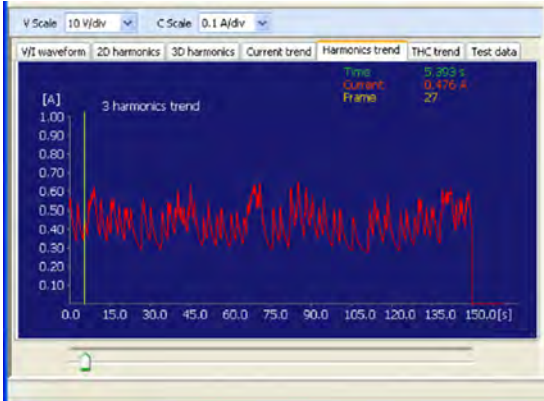 V Scale 10 V/div C Scale 0.1 A/div
V/I waveform 2D harmonics 3D harmonics Current trend Harmonics trend THC trend Test data
Time 5.393 s
Current 0.476 A
Frame 27
[A]
3 harmonics trend
1.00
0.90
0.80
0.70
0.60
0.50
0.40
0.30
0.20
0.10
0.0 15.0 30.0 45.0 60.0 75.0 90.0 105.0 120.0 135.0 150.0[s]